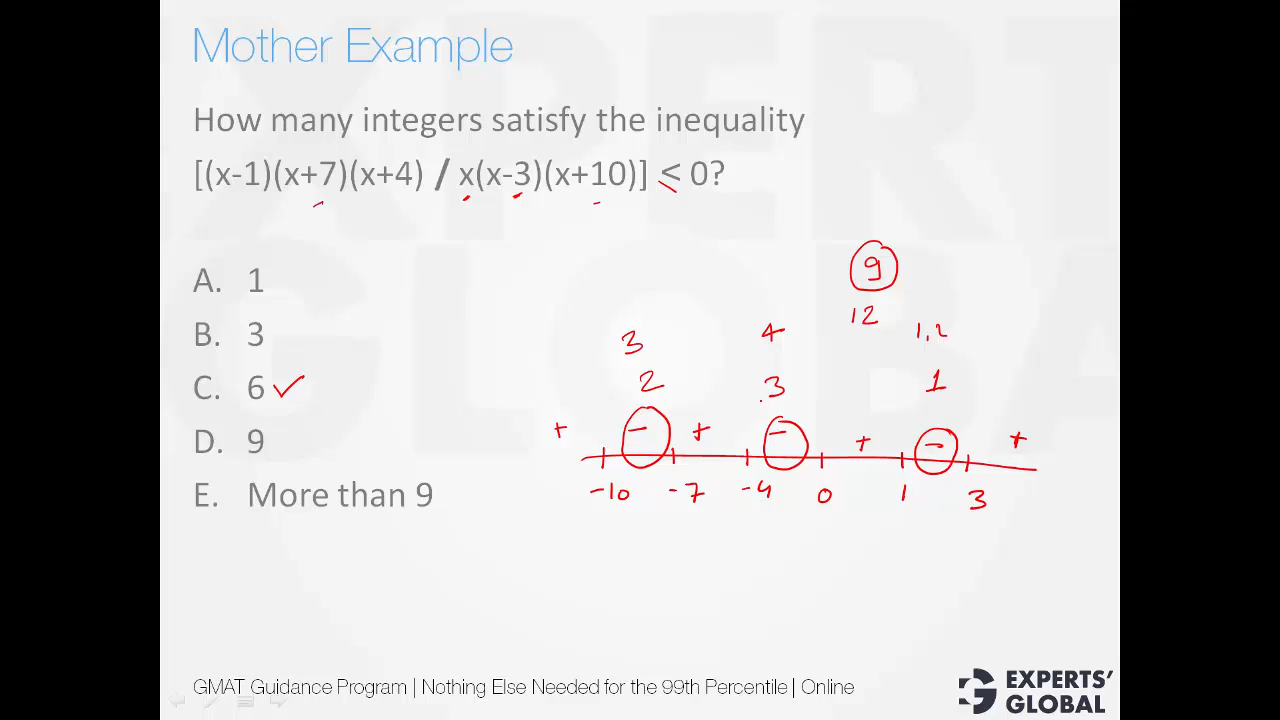 Mother Example
How many integers satisfy the inequality
[(x-1)(x+7)(x+4) / x(x-3)(x+10)] < 0?
A. 1
B. 3
C. 6 ✓
D. 9
E. More than 9
9
12
3 4 1,2
2 3 1
+ - + - + - +
-10 -7 -4 0 1 3
GMAT Guidance Program | Nothing Else Needed for the 99th Percentile | Online
EXPERTS'
GLOBAL